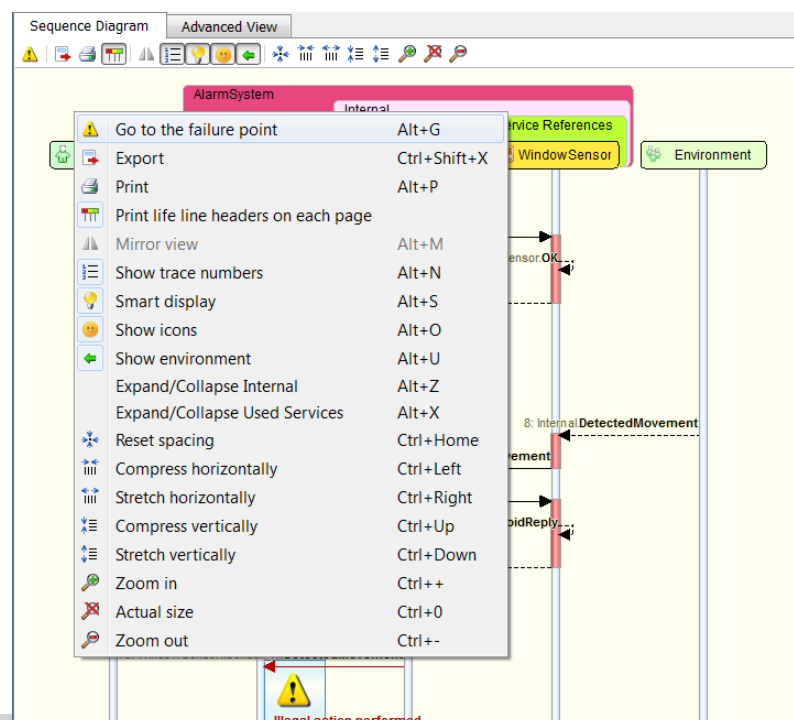 Sequence Diagram Advanced View
AlarmSystem
Internal
Go to the failure point Alt+G
Service References
Export Ctrl+Shift+X
WindowSensor Environment
Print Alt+P
Print life line headers on each page
Mirror view Alt+M
ensor.OK
Show trace numbers Alt+N
Smart display Alt+S
Show icons Alt+O
Show environment Alt+U
Expand/Collapse Internal Alt+Z
Expand/Collapse Used Services Alt+X
8: Internal.DetectedMovement
Reset spacing Ctrl+Home
vement
Compress horizontally Ctrl+Left
Stretch horizontally Ctrl+Right
Compress vertically Ctrl+Up
oidReply
Stretch vertically Ctrl+Down
Zoom in Ctrl++
Actual size Ctrl+0
Zoom out Ctrl+-
Illegal action performed